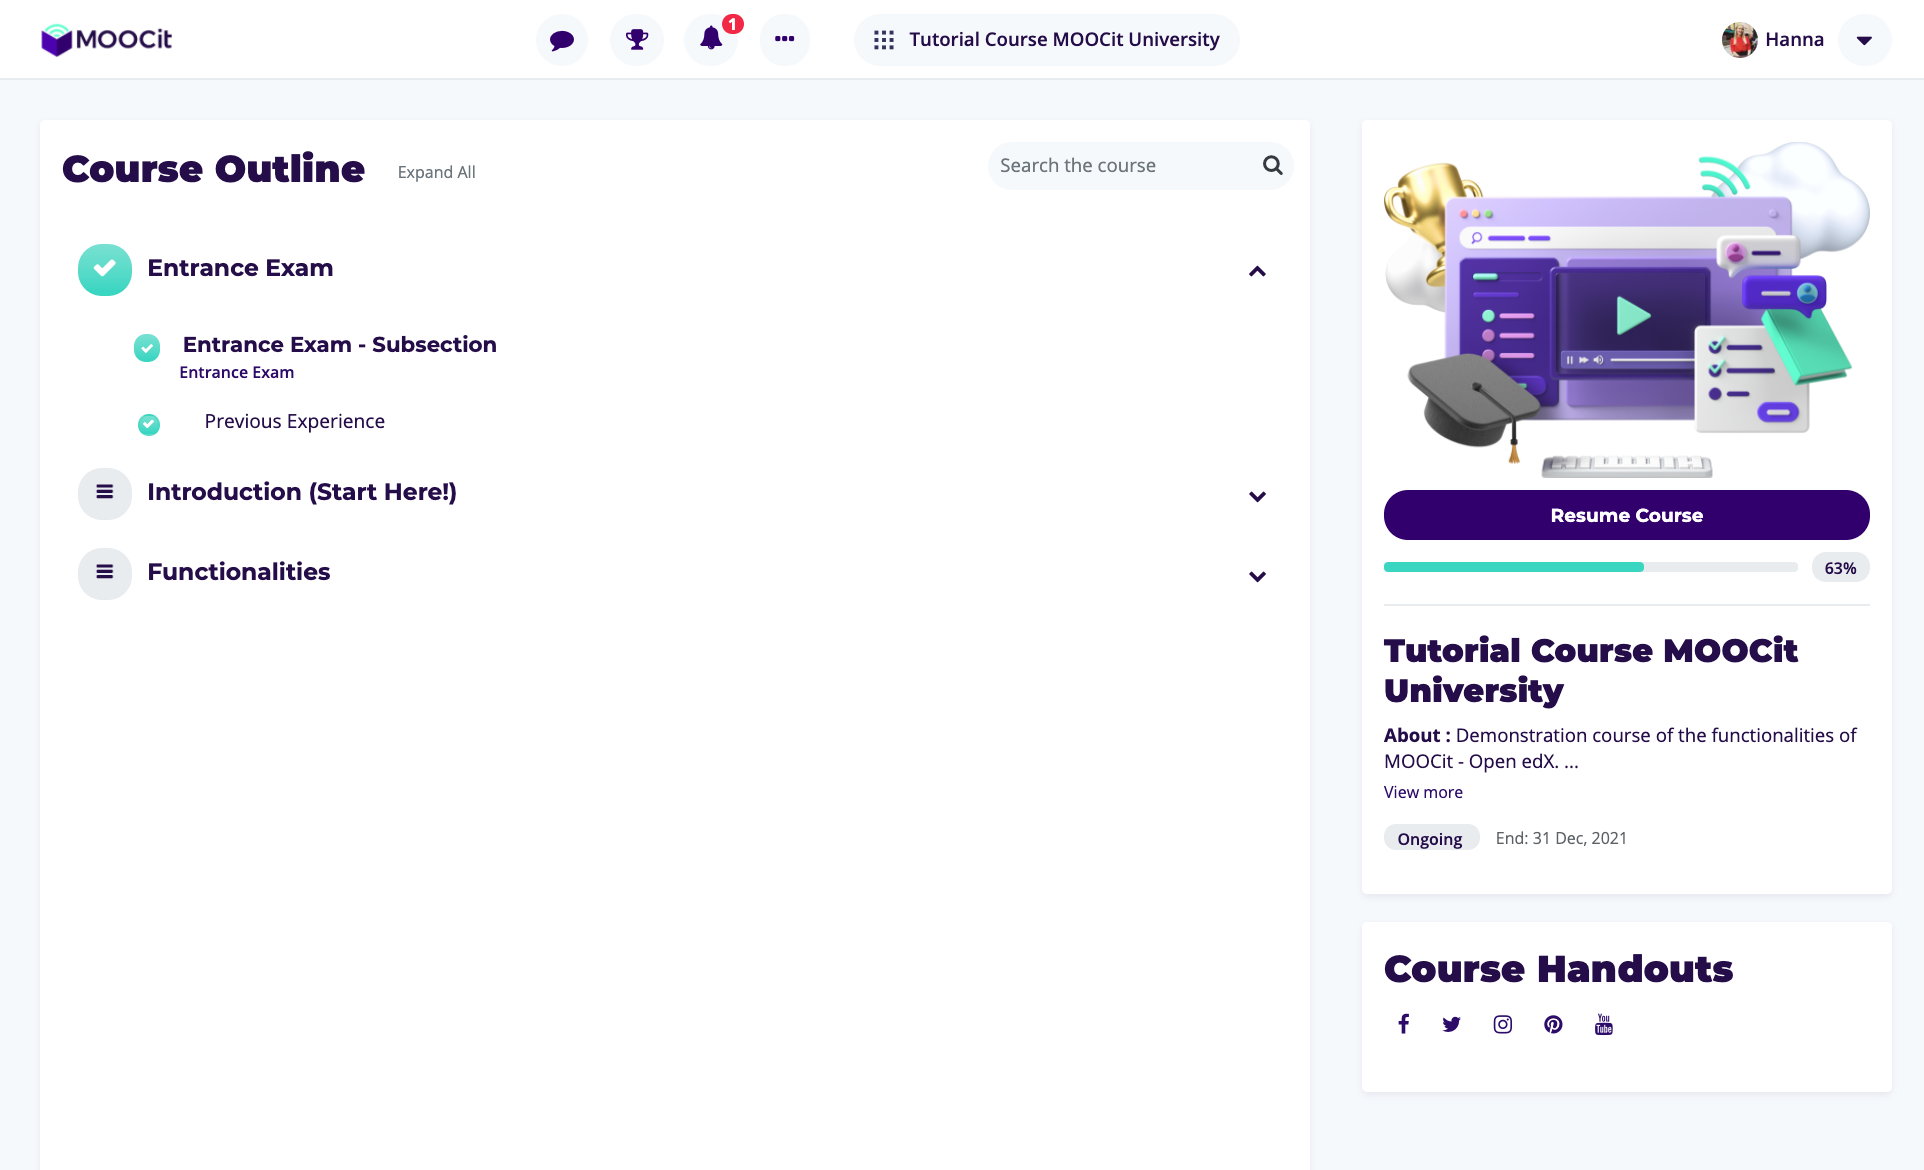 MOOCit
1
Tutorial Course MOOCit University
Hanna
Course Outline
Expand All
Search the course
Entrance Exam
Entrance Exam - Subsection
Entrance Exam
Previous Experience
Introduction (Start Here!)
Functionalities
Resume Course
63%
Tutorial Course MOOCit
University
About : Demonstration course of the functionalities of
MOOCit - Open edX. ...
View more
Ongoing
End: 31 Dec, 2021
Course Handouts
You
Tube